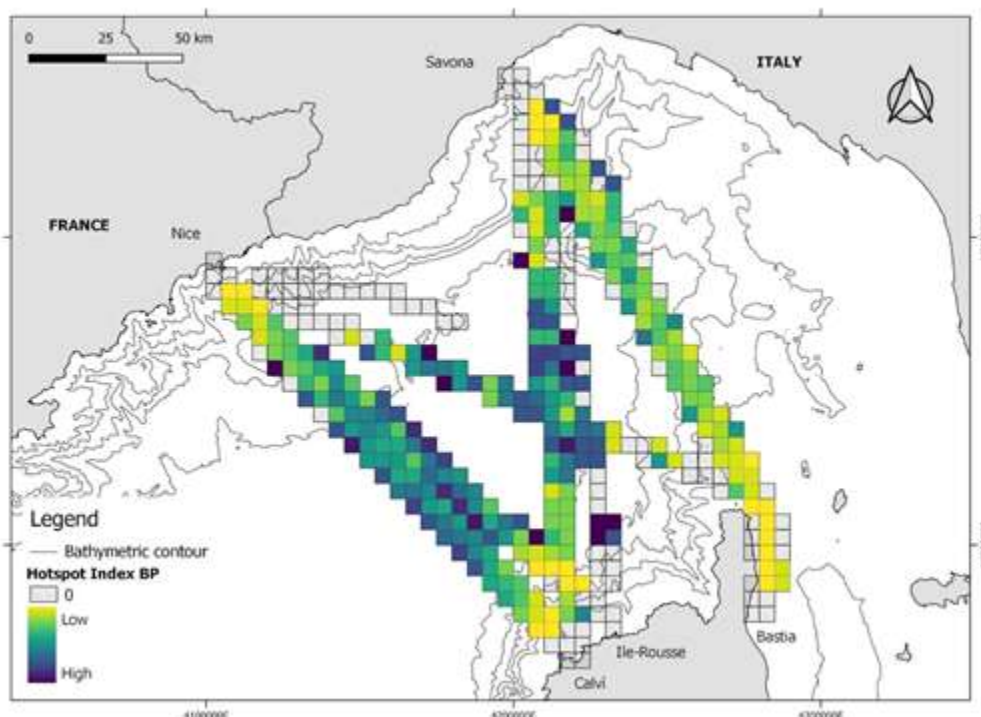 0 25 50 km
Savona
ITALY
FRANCE
Nice
Legend
Bathymetric contour
Hotspot Index BP
0
Low
High
Ile-Rousse
Bastia
Calvi